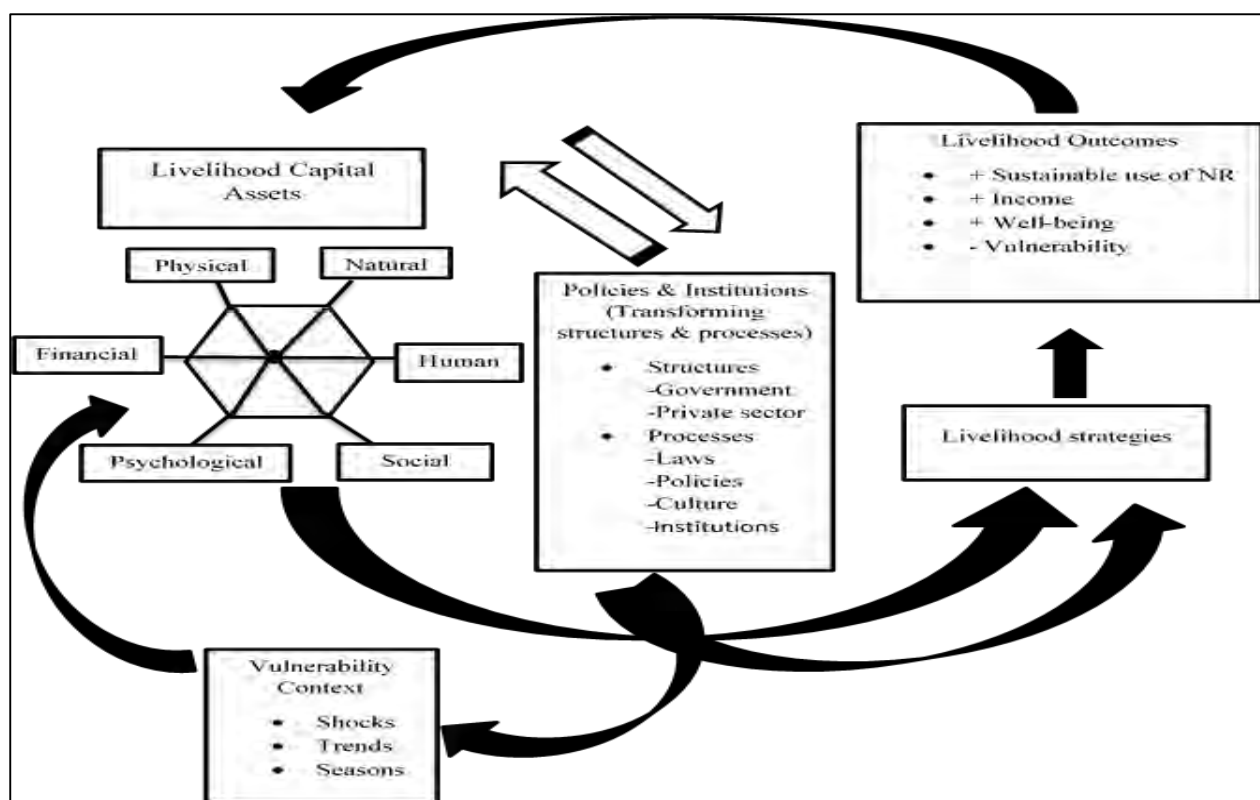 Livelihood Capital
Assets
Physical
Natural
Financial
Human
Psychological
Social
Policies & Institutions
(Transforming
structures & processes)
• Structures
-Government
-Private sector
• Processes
-Laws
-Policies
-Culture
-Institutions
Livelihood Outcomes
• + Sustainable use of NR
• + Income
• + Well-being
• - Vulnerability
Livelihood strategies
Vulnerability
Context
• Shocks
• Trends
• Seasons